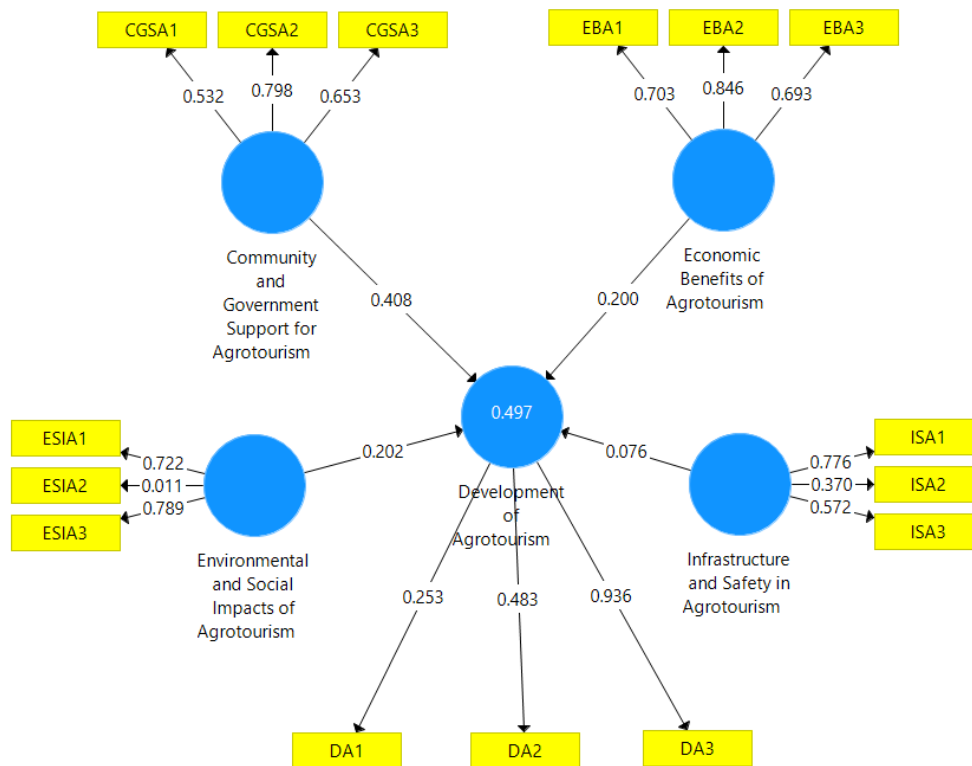 CGSA1
CGSA2
CGSA3
EBA1
EBA2
EBA3
0.532
0.798
0.653
0.703
0.846
0.693
Community
and
Government
Support for
Agrotourism
Economic
Benefits of
Agrotourism
0.408
0.200
0.497
ESIA1
ESIA2
ESIA3
0.722
0.011
0.789
0.202
0.076
ISA1
ISA2
ISA3
0.776
0.370
0.572
Development
of
Agrotourism
Environmental
and Social
Impacts of
Agrotourism
Infrastructure
and Safety in
Agrotourism
0.253
0.483
0.936
DA1
DA2
DA3